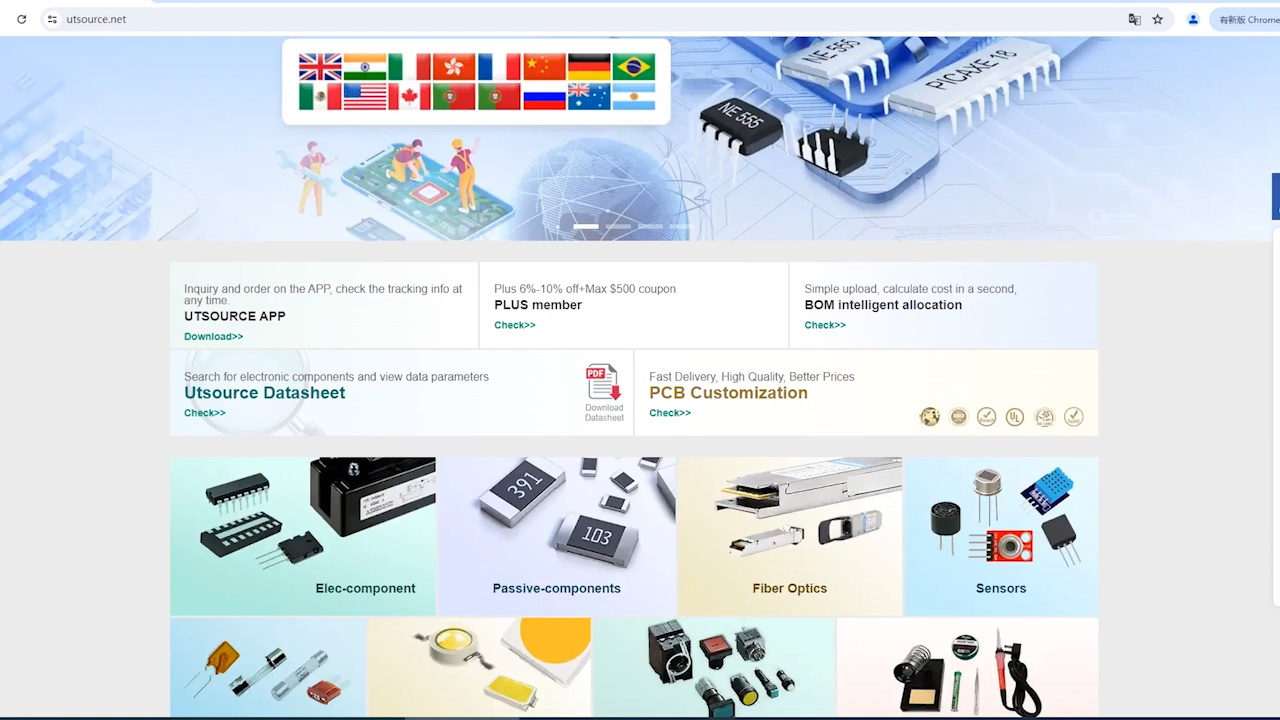 utsource.net
有新版 Chrome
NE 555
PICAXE-18
NE 555
Inquiry and order on the APP, check the tracking info at
any time.
UTSOURCE APP
Download>>
Plus 6%-10% off+Max $500 coupon
PLUS member
Check>>
Simple upload, calculate cost in a second,
BOM intelligent allocation
Check>>
Search for electronic components and view data parameters
Utsource Datasheet
Check>>
PDF
Download
Datasheet
Fast Delivery, High Quality, Better Prices
PCB Customization
Check>>
391
103
Elec-component
Passive-components
Fiber Optics
Sensors